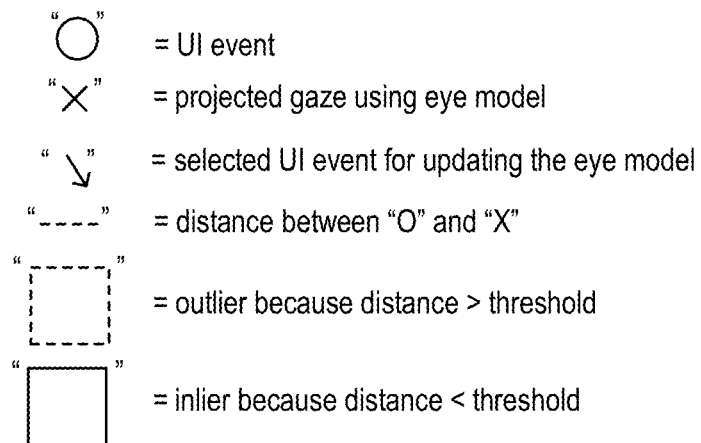 “ ” = UI event
“ ” = projected gaze using eye model
“ ” = selected UI event for updating the eye model
“ ” = distance between “O” and “X”
“ ” = outlier because distance > threshold
“ ” = inlier because distance < threshold